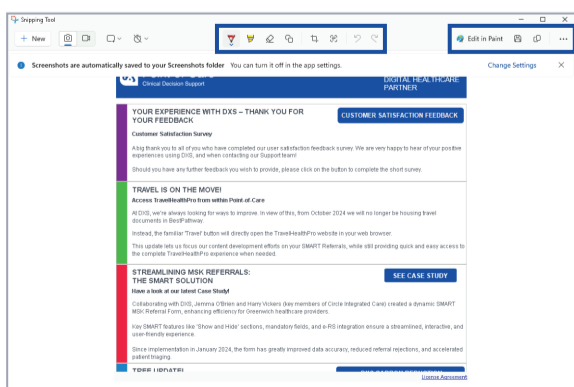 Snipping Tool
New
Edit in Paint
Screenshots are automatically saved to your Screenshots folder You can turn it off in the app settings.
Change Settings
Clinical Decision Support
DIGITAL HEALTHCARE
PARTNER
YOUR EXPERIENCE WITH DXS – THANK YOU FOR
YOUR FEEDBACK
CUSTOMER SATISFACTION FEEDBACK
Customer Satisfaction Survey
A big thank you to all of you who have completed our user satisfaction feedback survey. We are very happy to hear of your positive
experiences using DXS, and when contacting our Support team!
Should you have any further feedback you wish to provide, please click on the button to complete the short survey.
TRAVEL IS ON THE MOVE!
Access TravelHealthPro from within Point-of-Care
At DXS, we're always looking for ways to improve. In view of this, from October 2024 we will no longer be housing travel
documents in BestPathway.
Instead, the familiar 'Travel' button will directly open the TravelHealthPro website in your web browser.
This update lets us focus our content development efforts on your SMART Referrals, while still providing quick and easy access to
the complete TravelHealthPro experience when needed.
STREAMLINING MSK REFERRALS:
THE SMART SOLUTION
SEE CASE STUDY
Have a look at our latest Case Study!
Collaborating with DXS, Jemma O'Brien and Harry Vickers (key members of Circle Integrated Care) created a dynamic SMART
MSK Referral Form, enhancing efficiency for Greenwich healthcare providers.
Key SMART features like 'Show and Hide' sections, mandatory fields, and e-RS integration ensure a streamlined, interactive, and
user-friendly experience.
Since implementation in January 2024, the form has greatly improved data accuracy, reduced referral rejections, and accelerated
patient triaging.
TREE UPDATE!
License Agreement